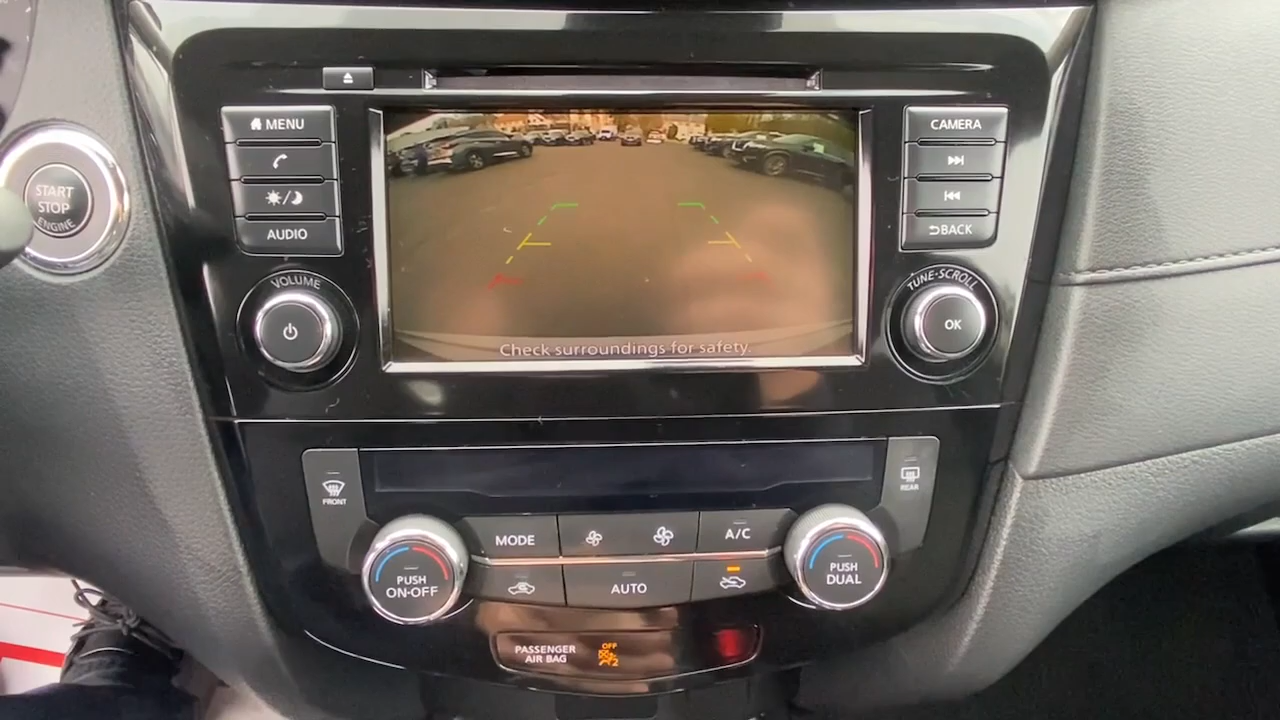 MENU
AUDIO
START
STOP
ENGINE
VOLUME
CAMERA
BACK
TUNE·SCROLL
OK
Check surroundings for safety.
FRONT
REAR
MODE
A/C
AUTO
PUSH
ON·OFF
PUSH
DUAL
PASSENGER
AIR BAG
OFF
2